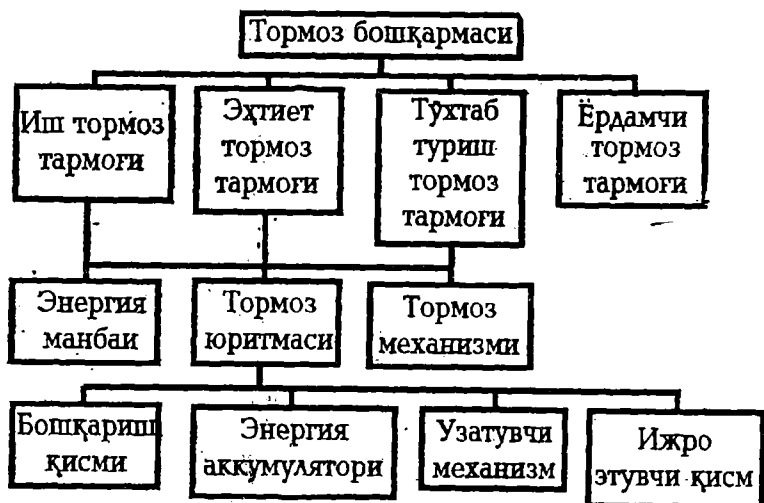 Тормоз бошқармаси
Иш тормоз
тармоғи
Эҳтиет
тормоз
тармоғи
Тўхтаб
туриш
тормоз
тармоғи
Ёрдамчи
тормоз
тармоғи
Энергия
манбаи
Тормоз
юритмаси
Тормоз
механизми
Бошқариш
қисми
Энергия
аккумулятори
Узатувчи
механизм
Ижро
этувчи қисм